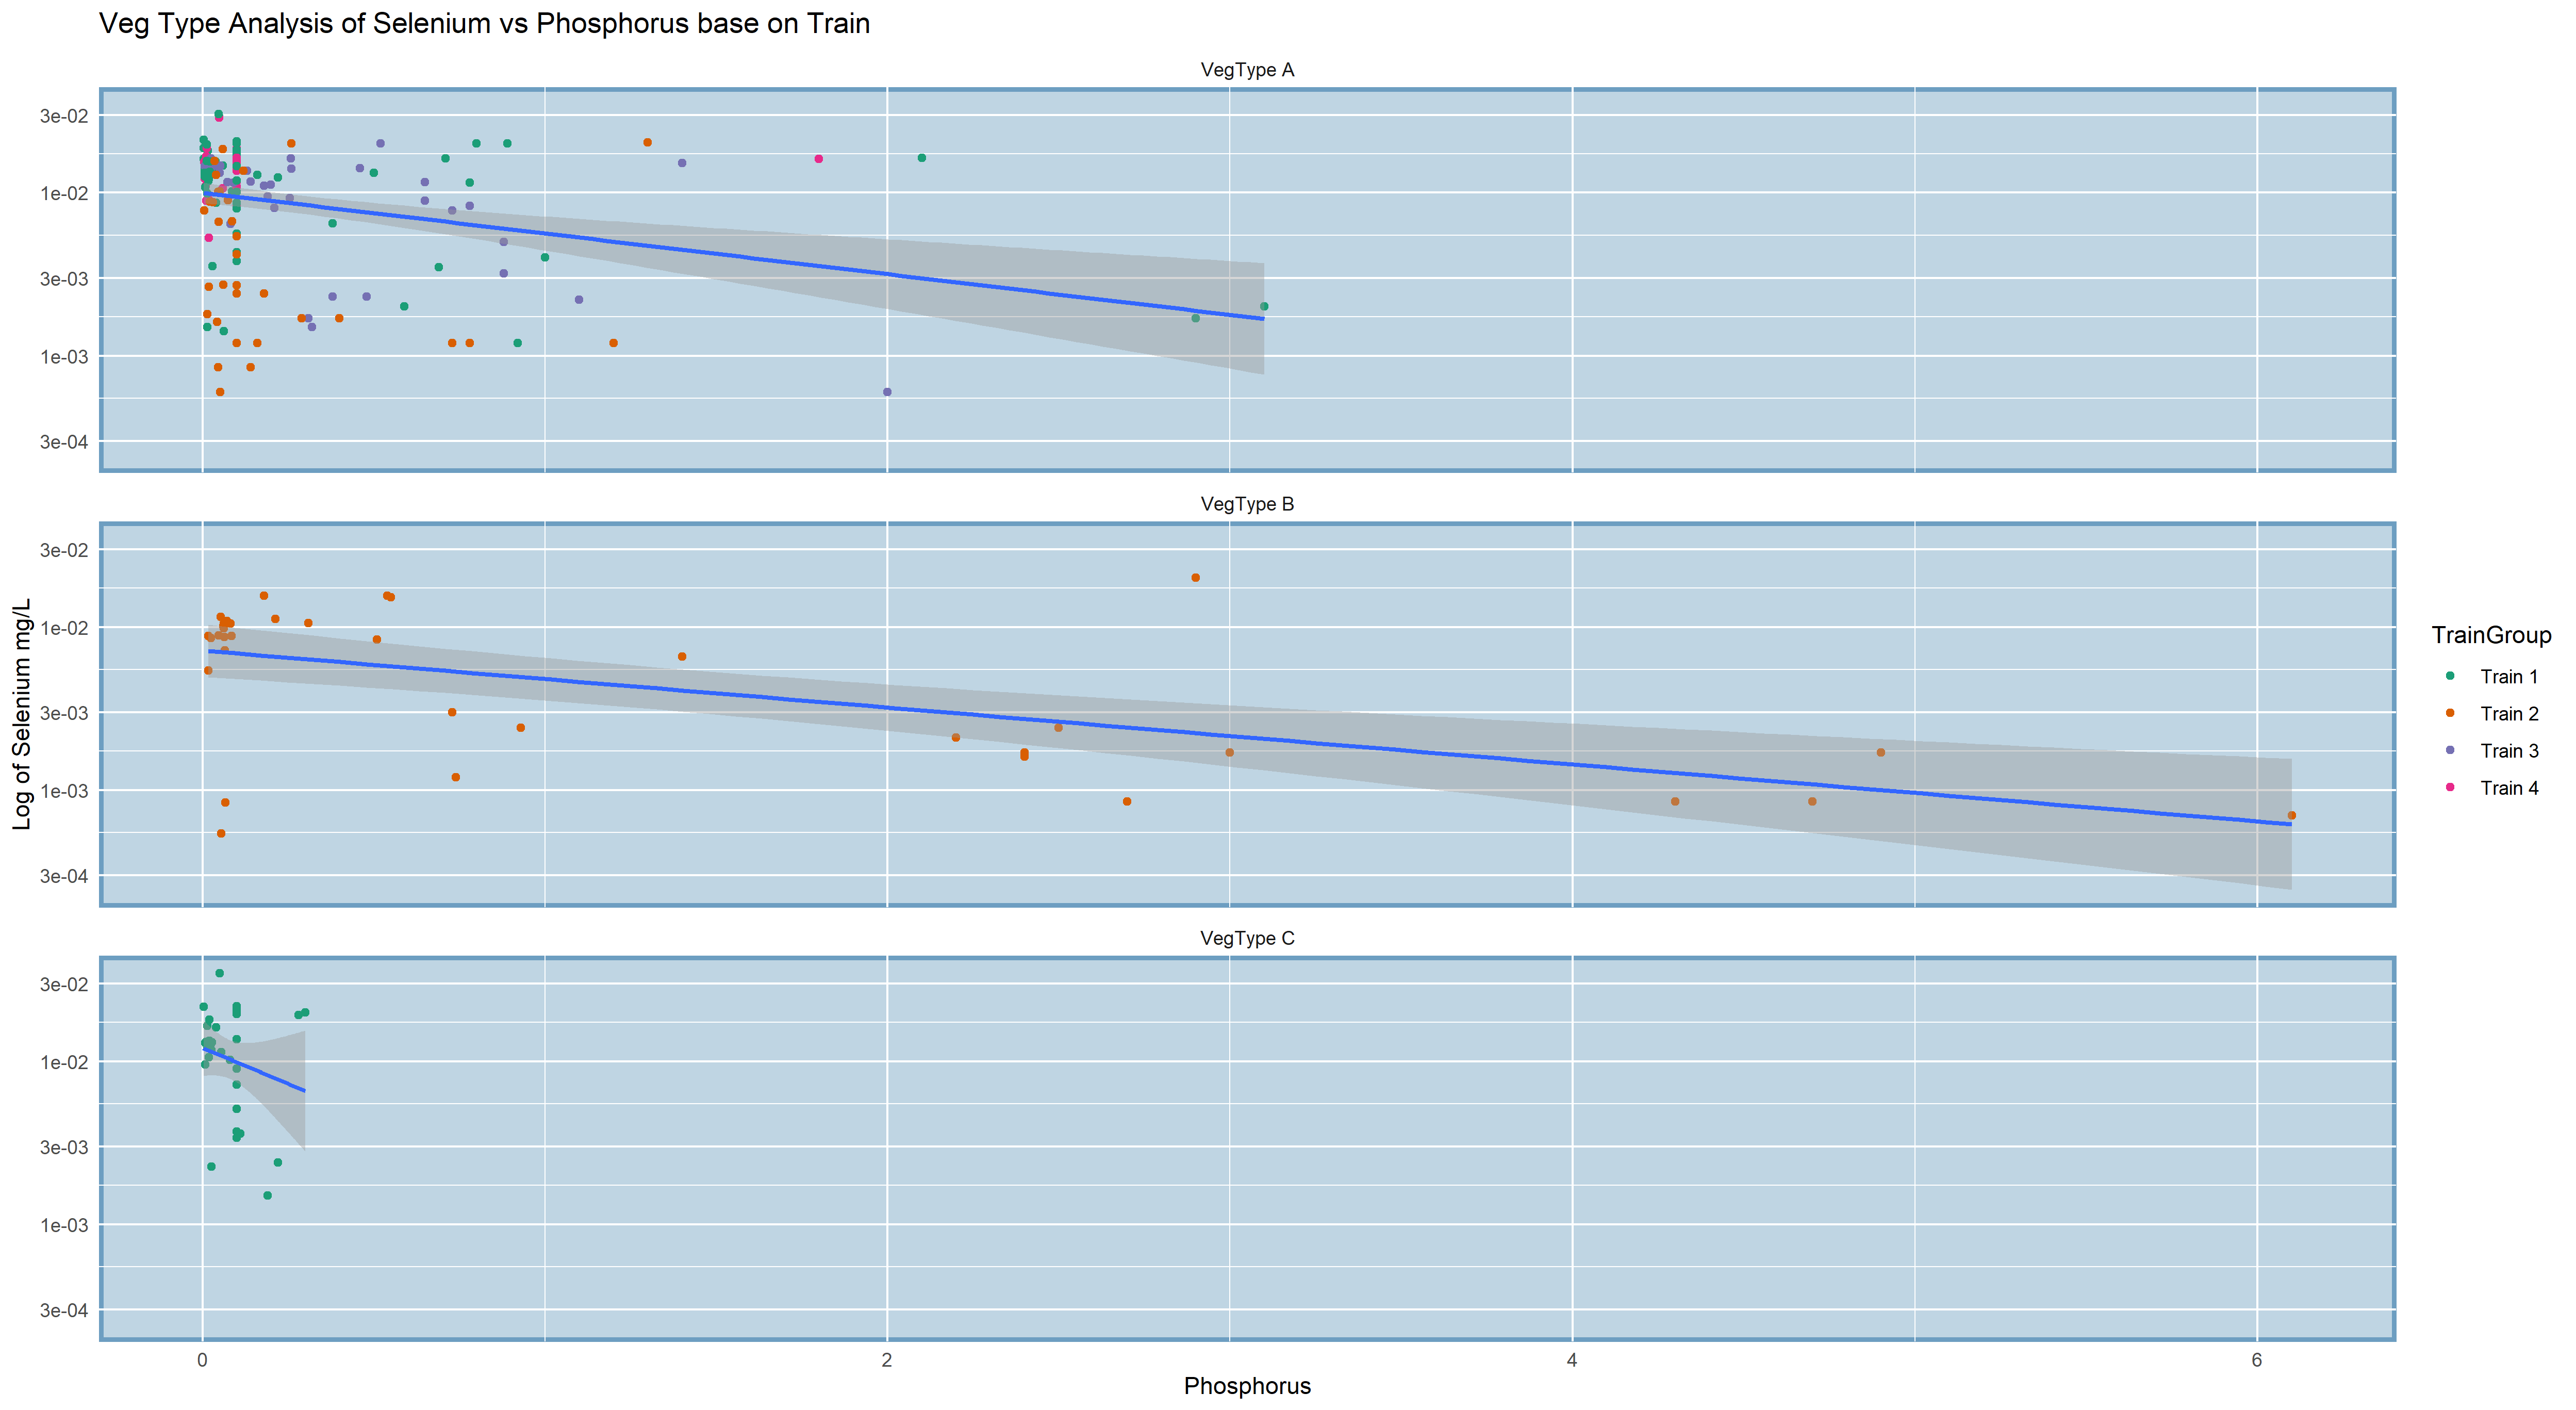 Veg Type Analysis of Selenium vs Phosphorus base on Train
VegType A
3e-02
1e-02
3e-03
1e-03
3e-04
VegType B
3e-02
1e-02
3e-03
1e-03
3e-04
VegType C
3e-02
1e-02
3e-03
1e-03
3e-04
0 2 4 6
Phosphorus
Log of Selenium mg/L
TrainGroup
Train 1
Train 2
Train 3
Train 4